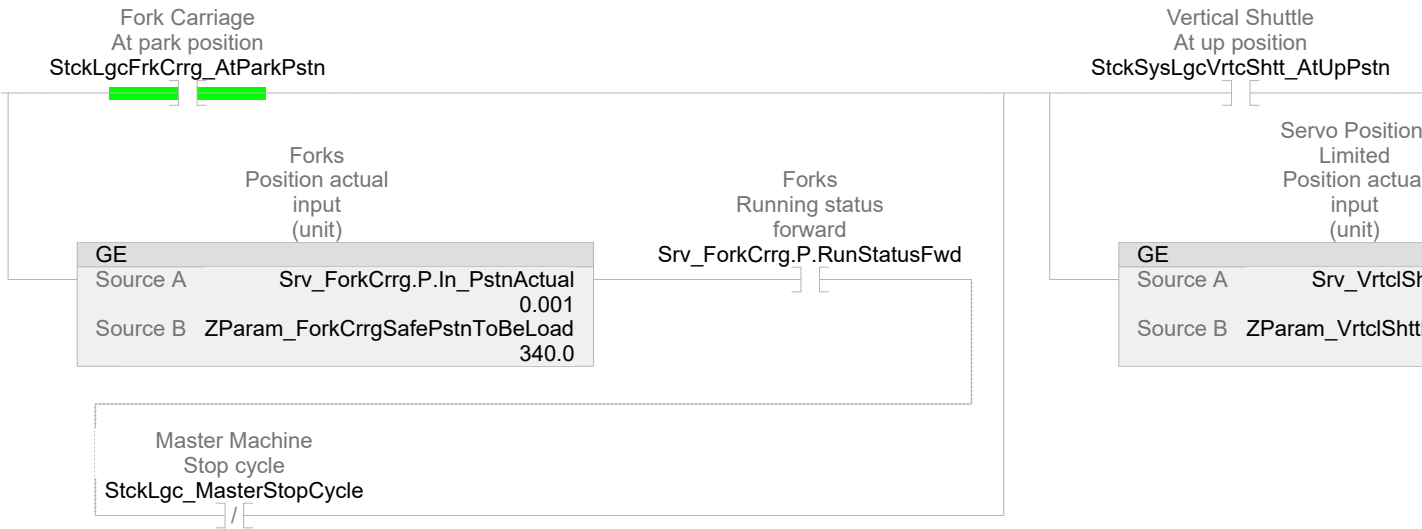 Fork Carriage
At park position
StckLgcFrkCrrg_AtParkPstn
Vertical Shuttle
At up position
StckSysLgcVrtcShtt_AtUpPstn
Forks
Position actual
input
(unit)
GE
Source A Srv_ForkCrrg.P.In_PstnActual
0.001
Source B ZParam_ForkCrrgSafePstnToBeLoad
340.0
Forks
Running status
forward
Srv_ForkCrrg.P.RunStatusFwd
Servo Position
Limited
Position actua
input
(unit)
GE
Source A Srv_VrtclSh
Source B ZParam_VrtclShtt
Master Machine
Stop cycle
StckLgc_MasterStopCycle
/